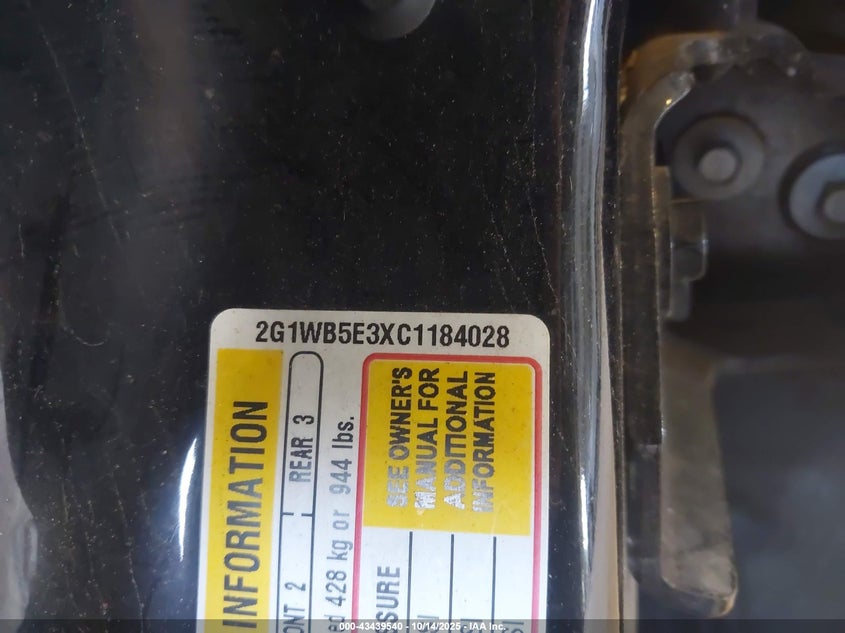 2G1WB5E3XC1184028
INFORMATION
ONT 2
REAR 3
ed 428 kg or 944 lbs.
SEE OWNER'S
MANUAL FOR
ADDITIONAL
INFORMATION
SURE
000-43439540 - 10/14/2025 - IAA Inc.